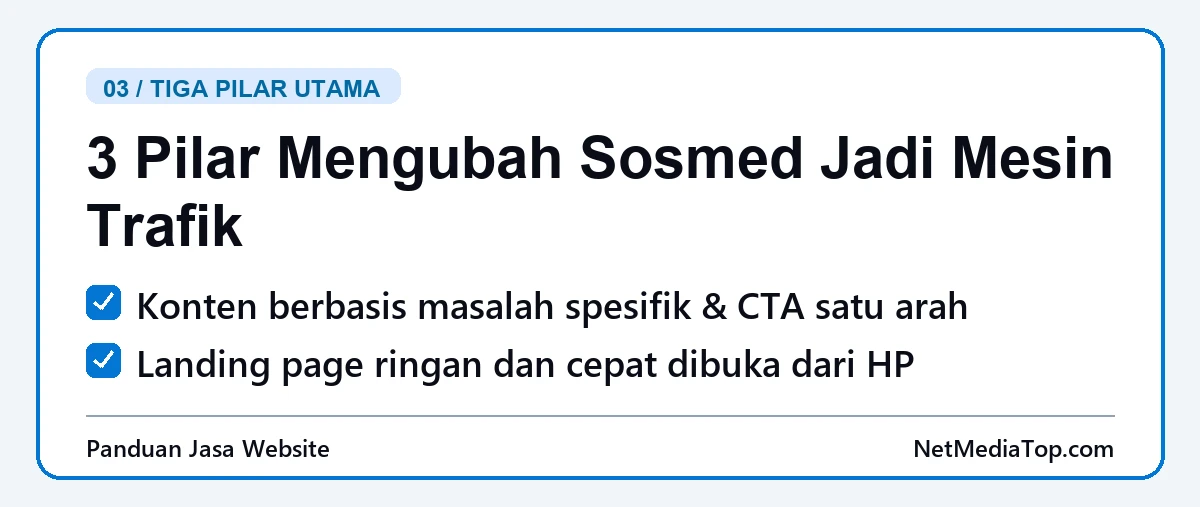 03 / TIGA PILAR UTAMA
3 Pilar Mengubah Sosmed Jadi Mesin
Trafik
Konten berbasis masalah spesifik & CTA satu arah
Landing page ringan dan cepat dibuka dari HP
Panduan Jasa Website
NetMediaTop.com